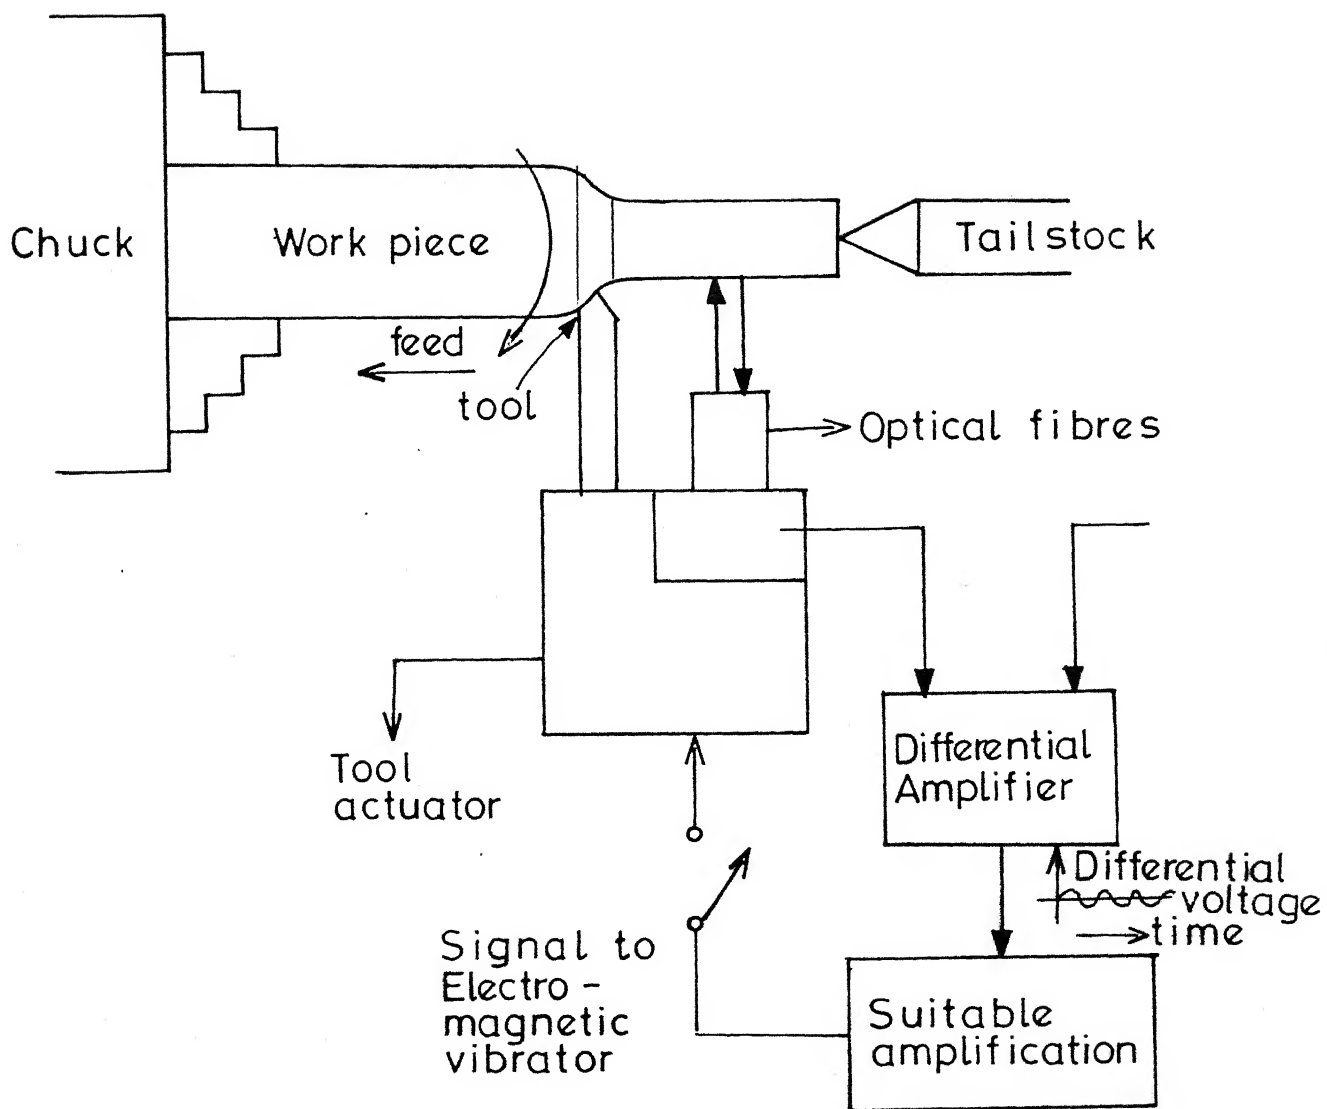 Chuck
Work piece
Tailstock
feed
tool
Optical fibres
Tool
actuator
Differential
Amplifier
Differential
voltage
time
Signal to
Electro-
magnetic
vibrator
Suitable
amplification